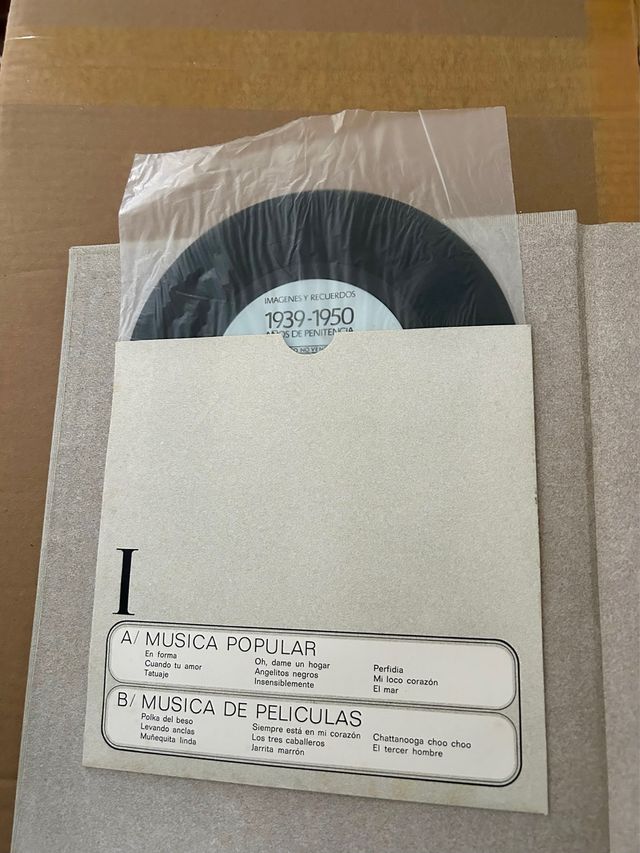 IMAGENES Y RECUERDOS
1939-1950
AÑOS DE PENITENCIA
NO VEN
I
A/ MUSICA POPULAR
En forma
Cuando tu amor
Tatuaje
Oh, dame un hogar
Angelitos negros
Insensiblemente
Perfidia
Mi loco corazón
El mar
B/ MUSICA DE PELICULAS
Polka del beso
Levando anclas
Muñequita linda
Siempre está en mi corazón
Los tres caballeros
Jarrita marrón
Chattanooga choo choo
El tercer hombre